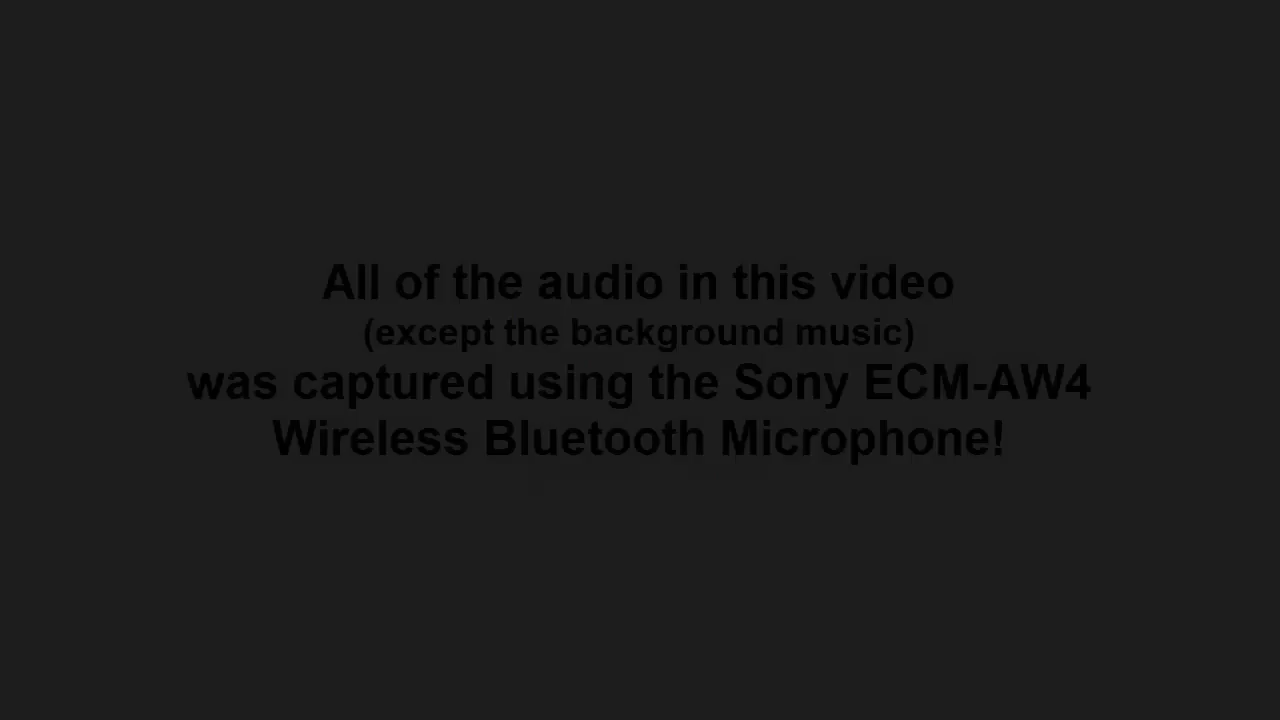 All of the audio in this video
(except the background music)
was captured using the Sony ECM-AW4
Wireless Bluetooth Microphone!